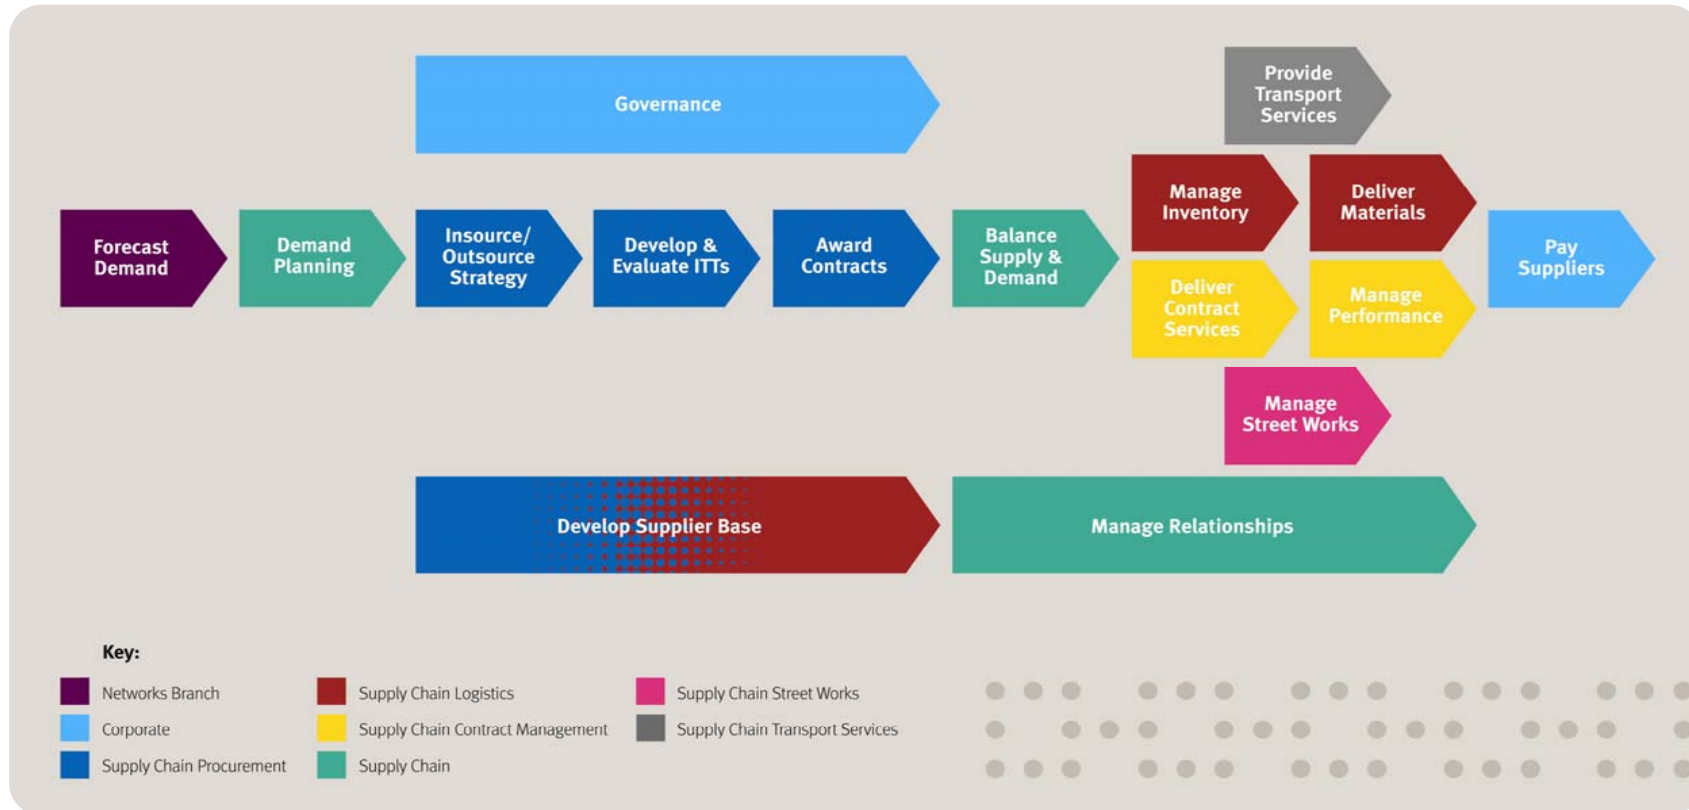 Governance
Provide
Transport
Services
Forecast
Demand
Demand
Planning
Insource/
Outsource
Strategy
Develop &
Evaluate ITTs
Award
Contracts
Balance
Supply &
Demand
Manage
Inventory
Deliver
Materials
Deliver
Contract
Services
Manage
Performance
Pay
Suppliers
Manage
Street Works
Develop Supplier Base
Manage Relationships
Key:
Networks Branch
Corporate
Supply Chain Procurement
Supply Chain Logistics
Supply Chain Contract Management
Supply Chain
Supply Chain Street Works
Supply Chain Transport Services